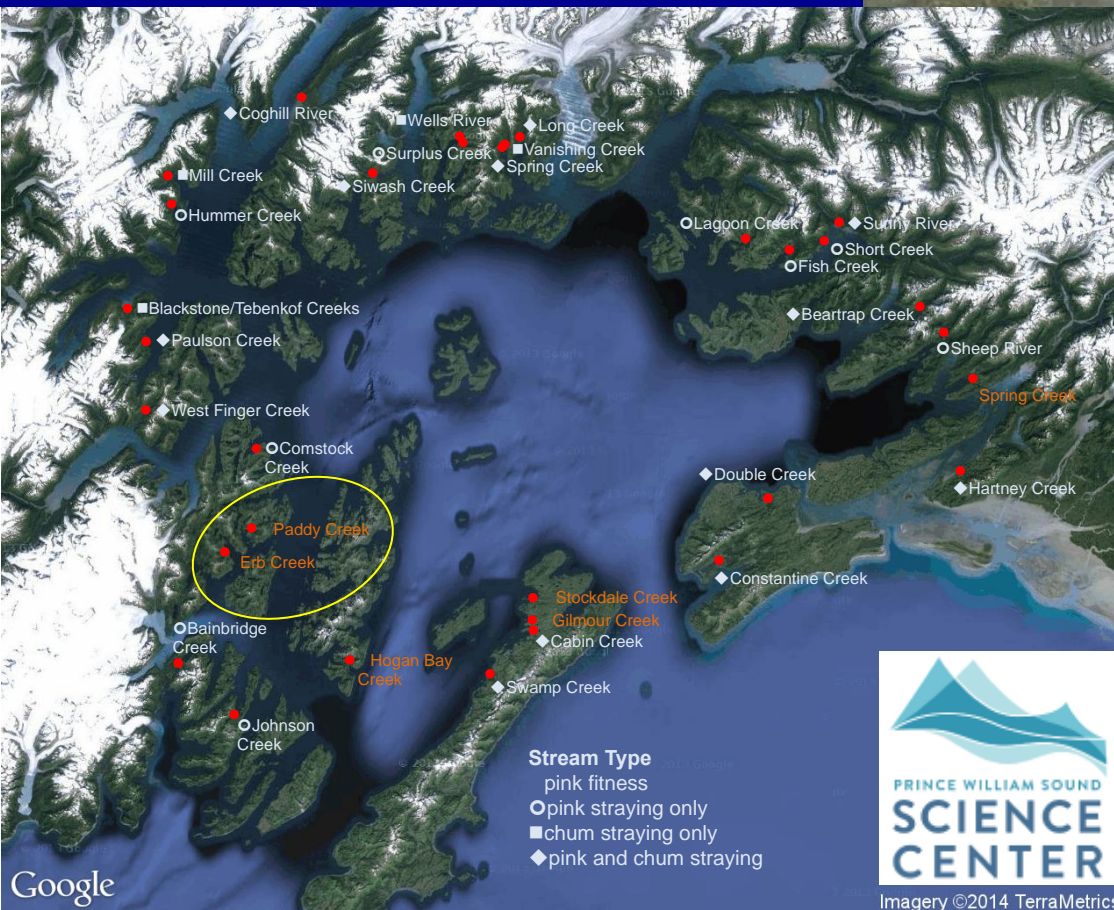 Coghill River
Wells River
Long Creek
Surplus Creek
Vanishing Creek
Spring Creek
Mill Creek
Siwash Creek
Hummer Creek
Lagoon Creek
Sunny River
Short Creek
Fish Creek
Blackstone/Tebenkof Creeks
Beartrap Creek
Paulson Creek
Sheep River
Spring Creek
West Finger Creek
Comstock
Creek
Double Creek
Hartney Creek
Paddy Creek
Erb Creek
Constantine Creek
Stockdale Creek
Gilmour Creek
Bainbridge
Creek
Cabin Creek
Hogan Bay
Creek
Swamp Creek
Johnson
Creek
Stream Type
pink fitness
pink straying only
chum straying only
pink and chum straying
PRINCE WILLIAM SOUND
SCIENCE
CENTER
Google
Imagery ©2014 TerraMetrics